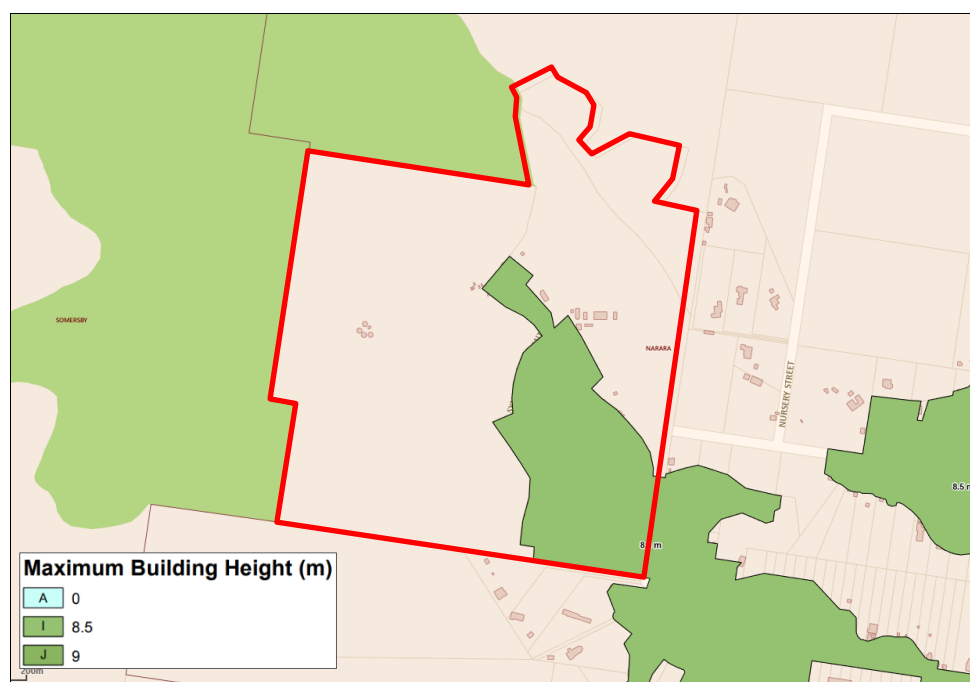 SOMERSBY
NARARA
NURSERY STREET
8.5 m
Maximum Building Height (m)
A 0
I 8.5
J 9
200m